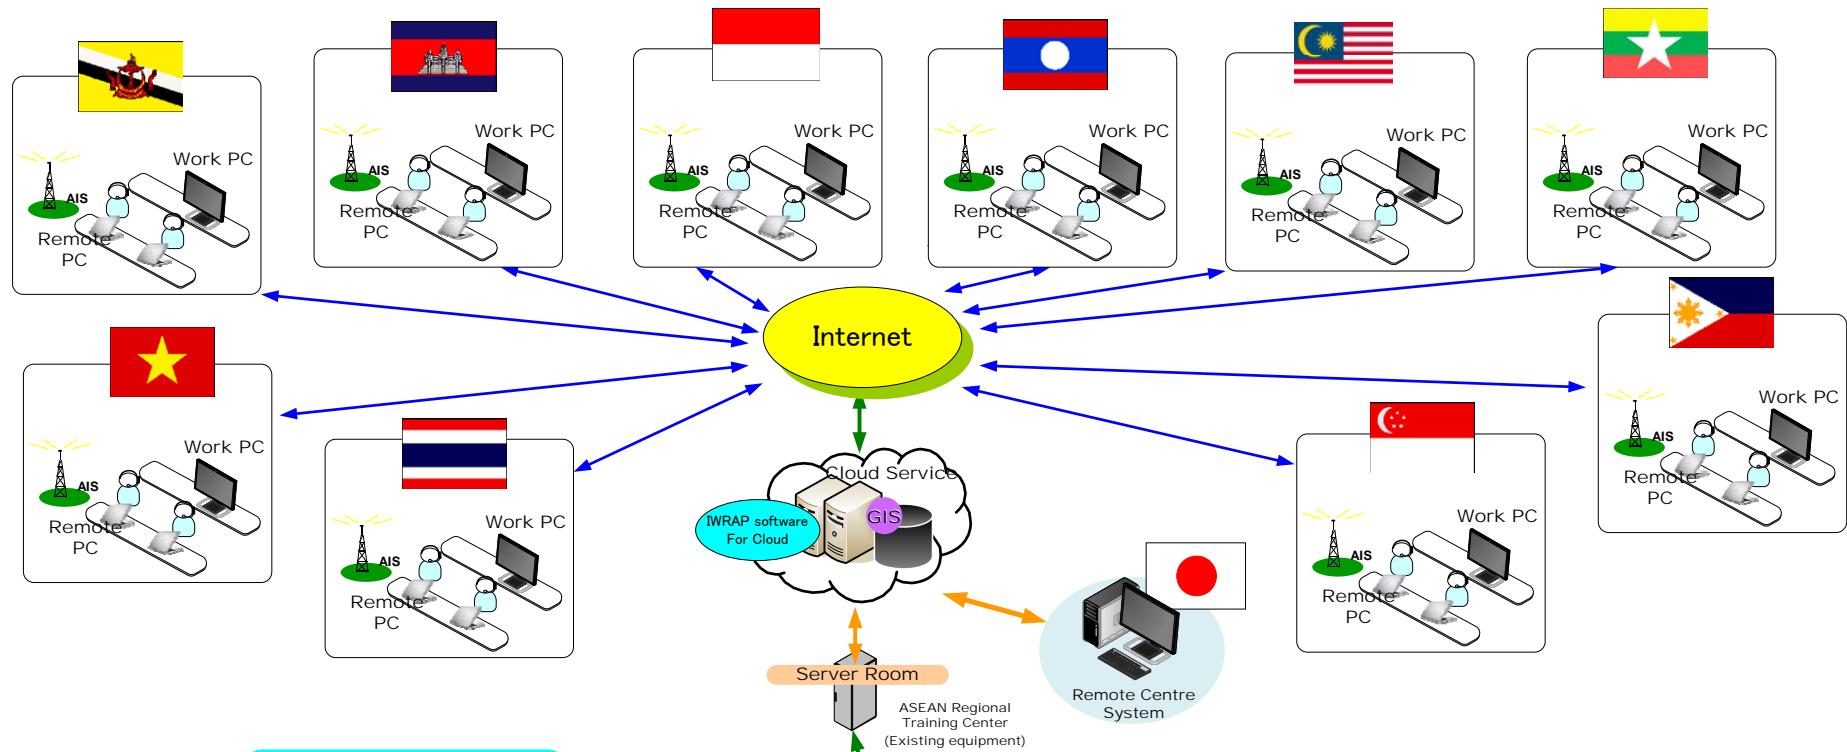 Work PC
AIS
Remote
PC
Work PC
AIS
Remote
PC
Work PC
AIS
Remote
PC
Work PC
AIS
Remote
PC
Work PC
AIS
Remote
PC
Work PC
AIS
Remote
PC
Internet
Work PC
AIS
Remote
PC
Work PC
AIS
Remote
PC
Work PC
AIS
Remote
PC
Work PC
AIS
Remote
PC
Cloud Service
GIS
IWRAP software
For Cloud
Server Room
ASEAN Regional
Training Center
(Existing equipment)
Remote Centre
System